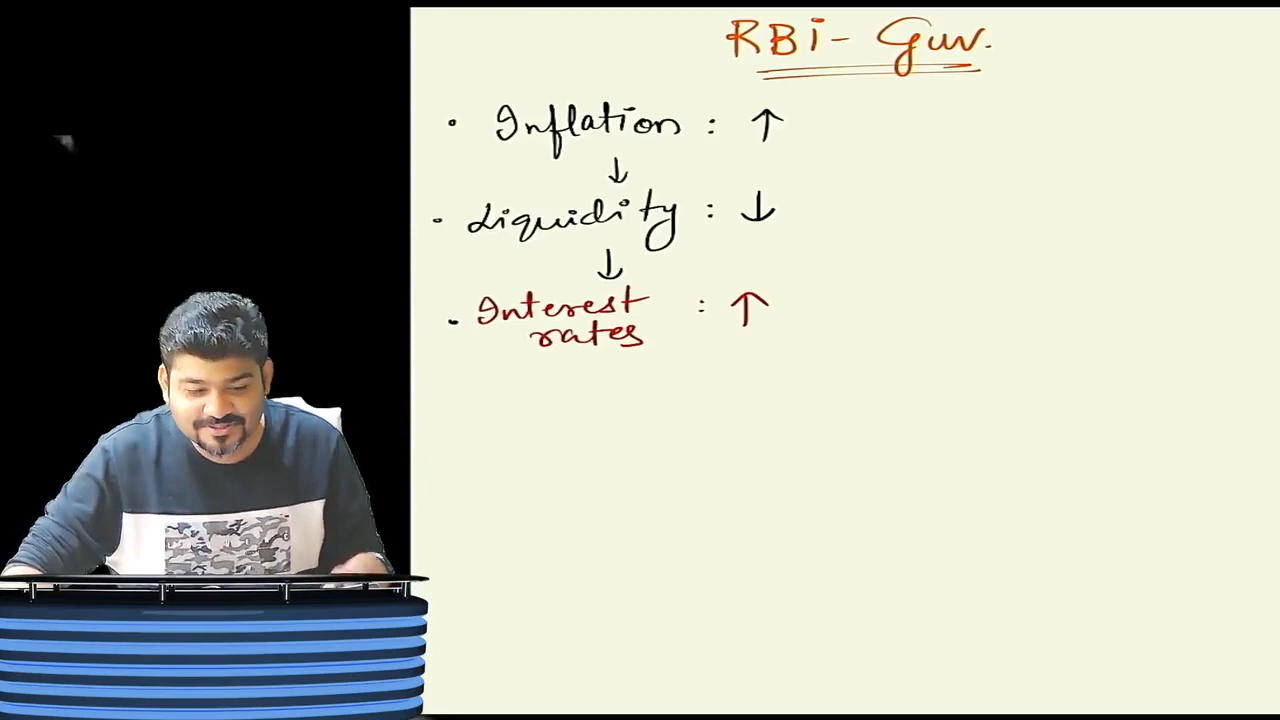 RBi - Guv.
• Inflation : ↑
↓
• Liquidity : ↓
↓
• Interest : ↑
rates